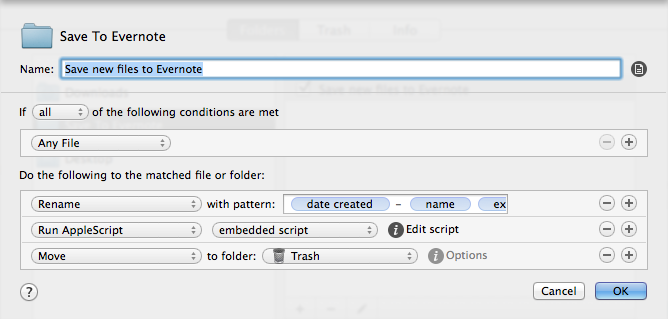 Save To Evernote
Name: Save new files to Evernote
If all of the following conditions are met
Any File
Do the following to the matched file or folder:
Rename with pattern: date created – name ex
Run AppleScript embedded script i Edit script
Move to folder: Trash i Options
? Cancel OK